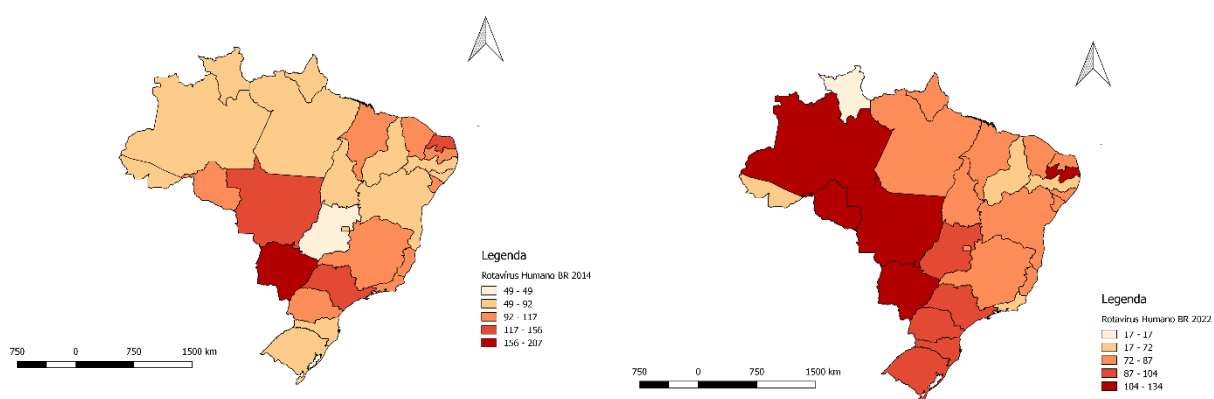 Legenda
Rotavírus Humano BR 2014
49 - 49
49 - 92
92 - 117
117 - 156
156 - 207
750 0 750 1500 km
Legenda
Rotavírus Humano BR 2022
17 - 17
17 - 72
72 - 87
87 - 104
104 - 134
750 0 750 1500 km